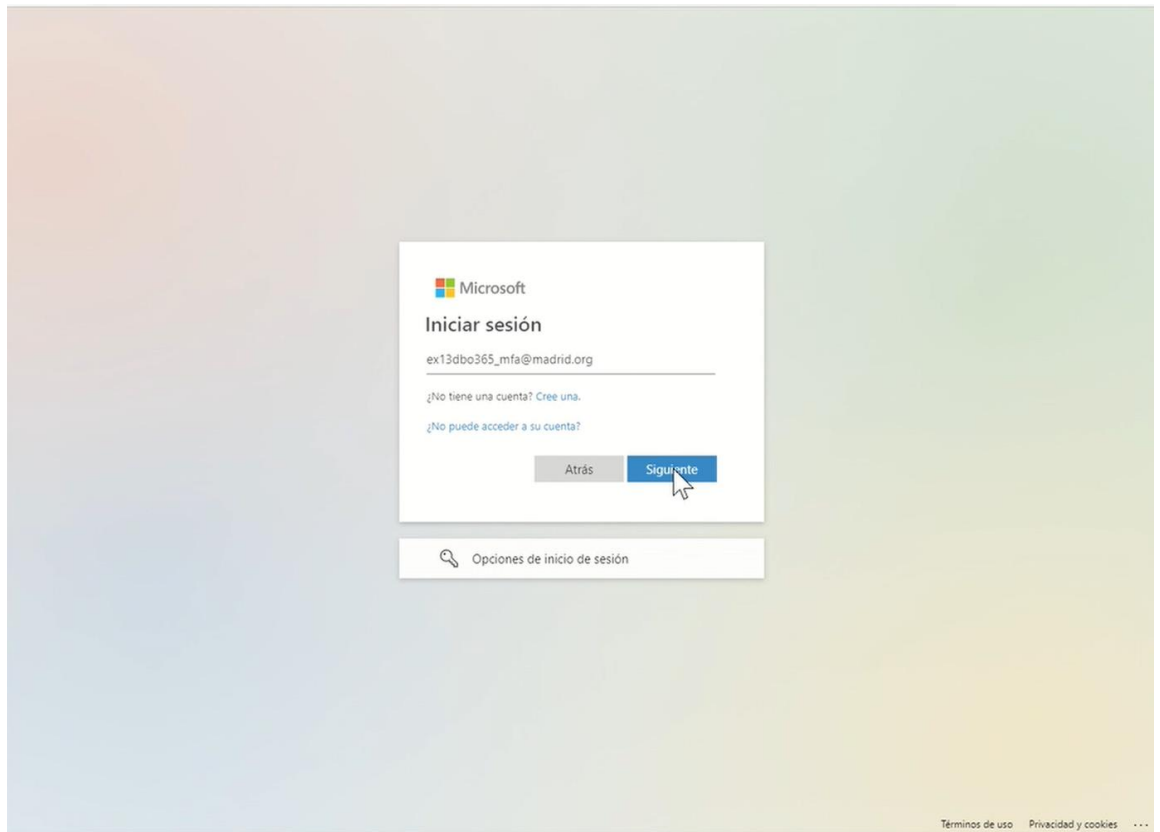 Microsoft
Iniciar sesión
ex13dbo365_mfa@madrid.org
¿No tiene una cuenta? Cree una.
¿No puede acceder a su cuenta?
Atrás Siguiente
Opciones de inicio de sesión
Términos de uso Privacidad y cookies ...